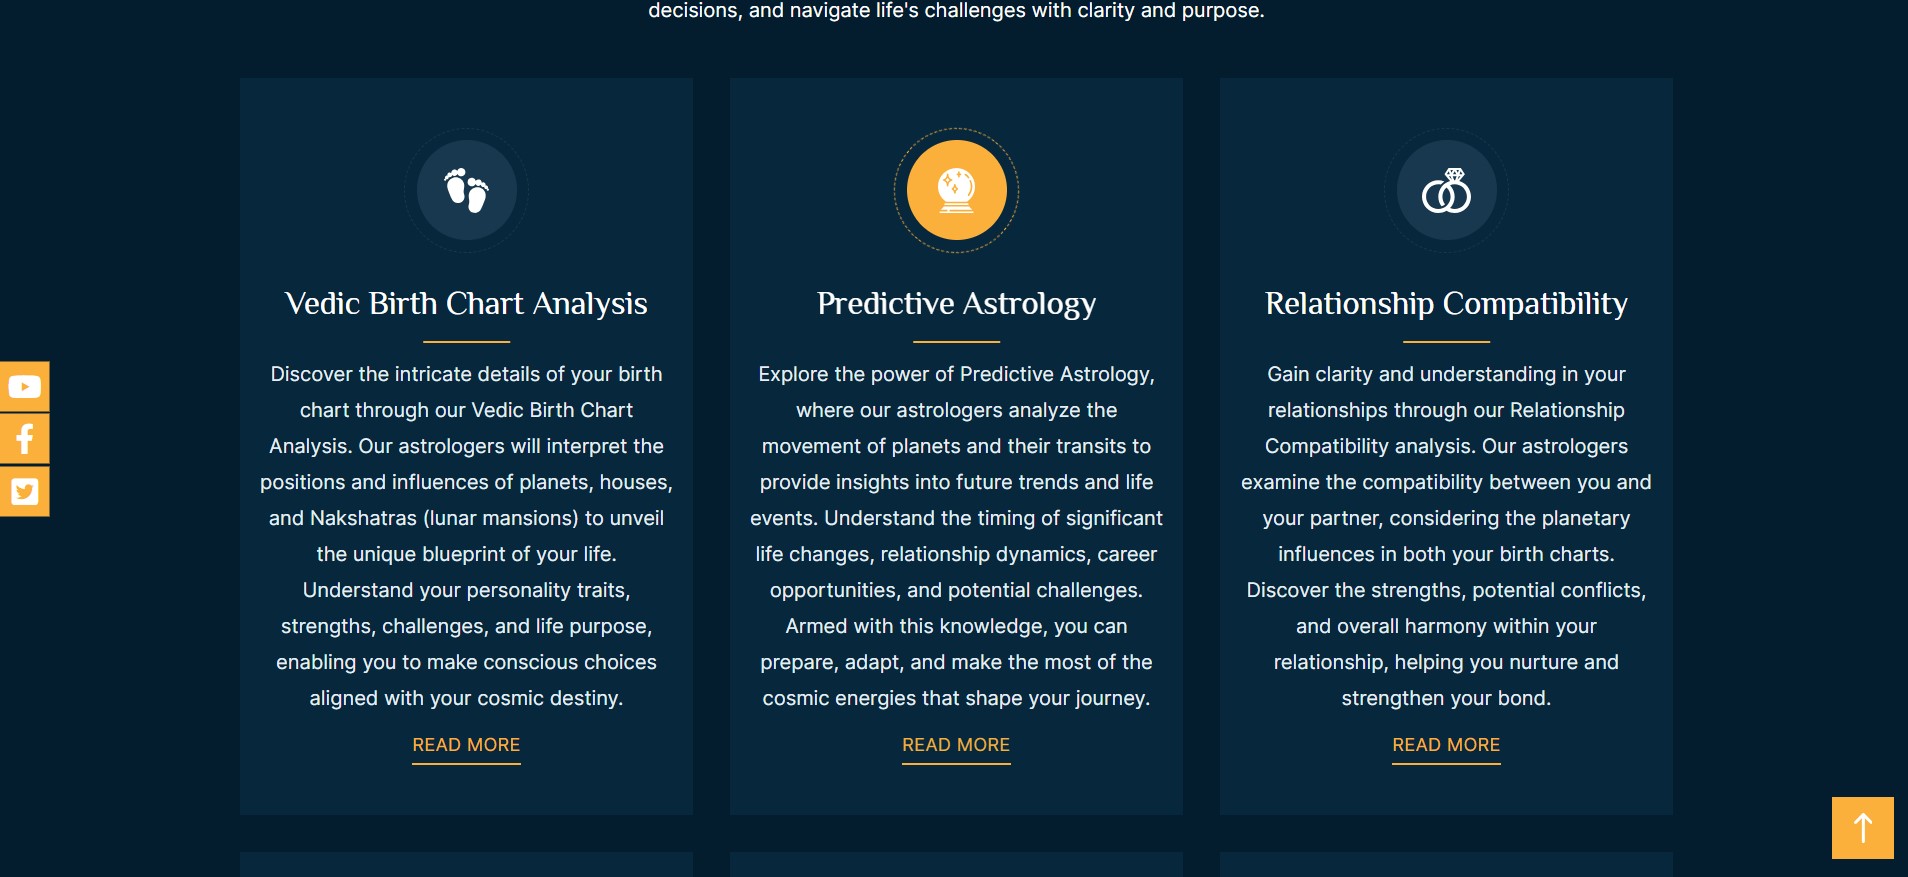 decisions, and navigate life's challenges with clarity and purpose.
Vedic Birth Chart Analysis
Discover the intricate details of your birth
chart through our Vedic Birth Chart
Analysis. Our astrologers will interpret the
positions and influences of planets, houses,
and Nakshatras (lunar mansions) to unveil
the unique blueprint of your life.
Understand your personality traits,
strengths, challenges, and life purpose,
enabling you to make conscious choices
aligned with your cosmic destiny.
READ MORE
Predictive Astrology
Explore the power of Predictive Astrology,
where our astrologers analyze the
movement of planets and their transits to
provide insights into future trends and life
events. Understand the timing of significant
life changes, relationship dynamics, career
opportunities, and potential challenges.
Armed with this knowledge, you can
prepare, adapt, and make the most of the
cosmic energies that shape your journey.
READ MORE
Relationship Compatibility
Gain clarity and understanding in your
relationships through our Relationship
Compatibility analysis. Our astrologers
examine the compatibility between you and
your partner, considering the planetary
influences in both your birth charts.
Discover the strengths, potential conflicts,
and overall harmony within your
relationship, helping you nurture and
strengthen your bond.
READ MORE